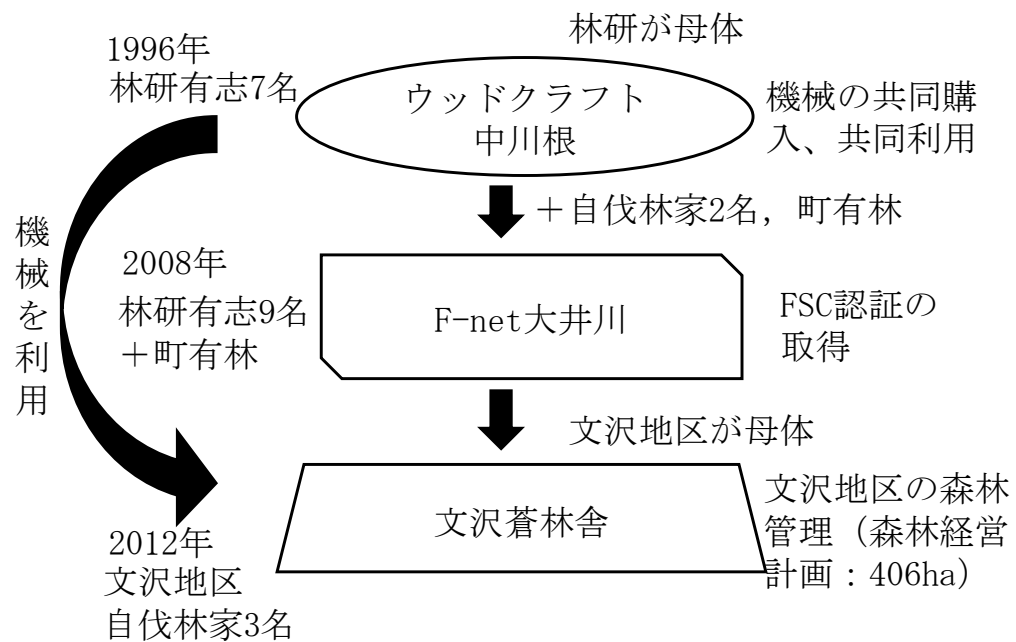 林研が母体
1996年
林研有志7名
ウッドクラフト
中川根
機械の共同購
入、共同利用
＋自伐林家2名，町有林
機械を利用
2008年
林研有志9名
＋町有林
F-net大井川
FSC認証の
取得
文沢地区が母体
文沢蒼林舎
文沢地区の森林
管理（森林経営
計画：406ha）
2012年
文沢地区
自伐林家3名